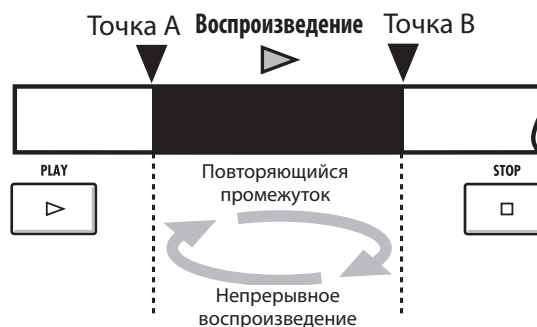 Точка A Воспроизведение Точка B
PLAY
Повторяющийся
промежуток
STOP
Непрерывное
воспроизведение